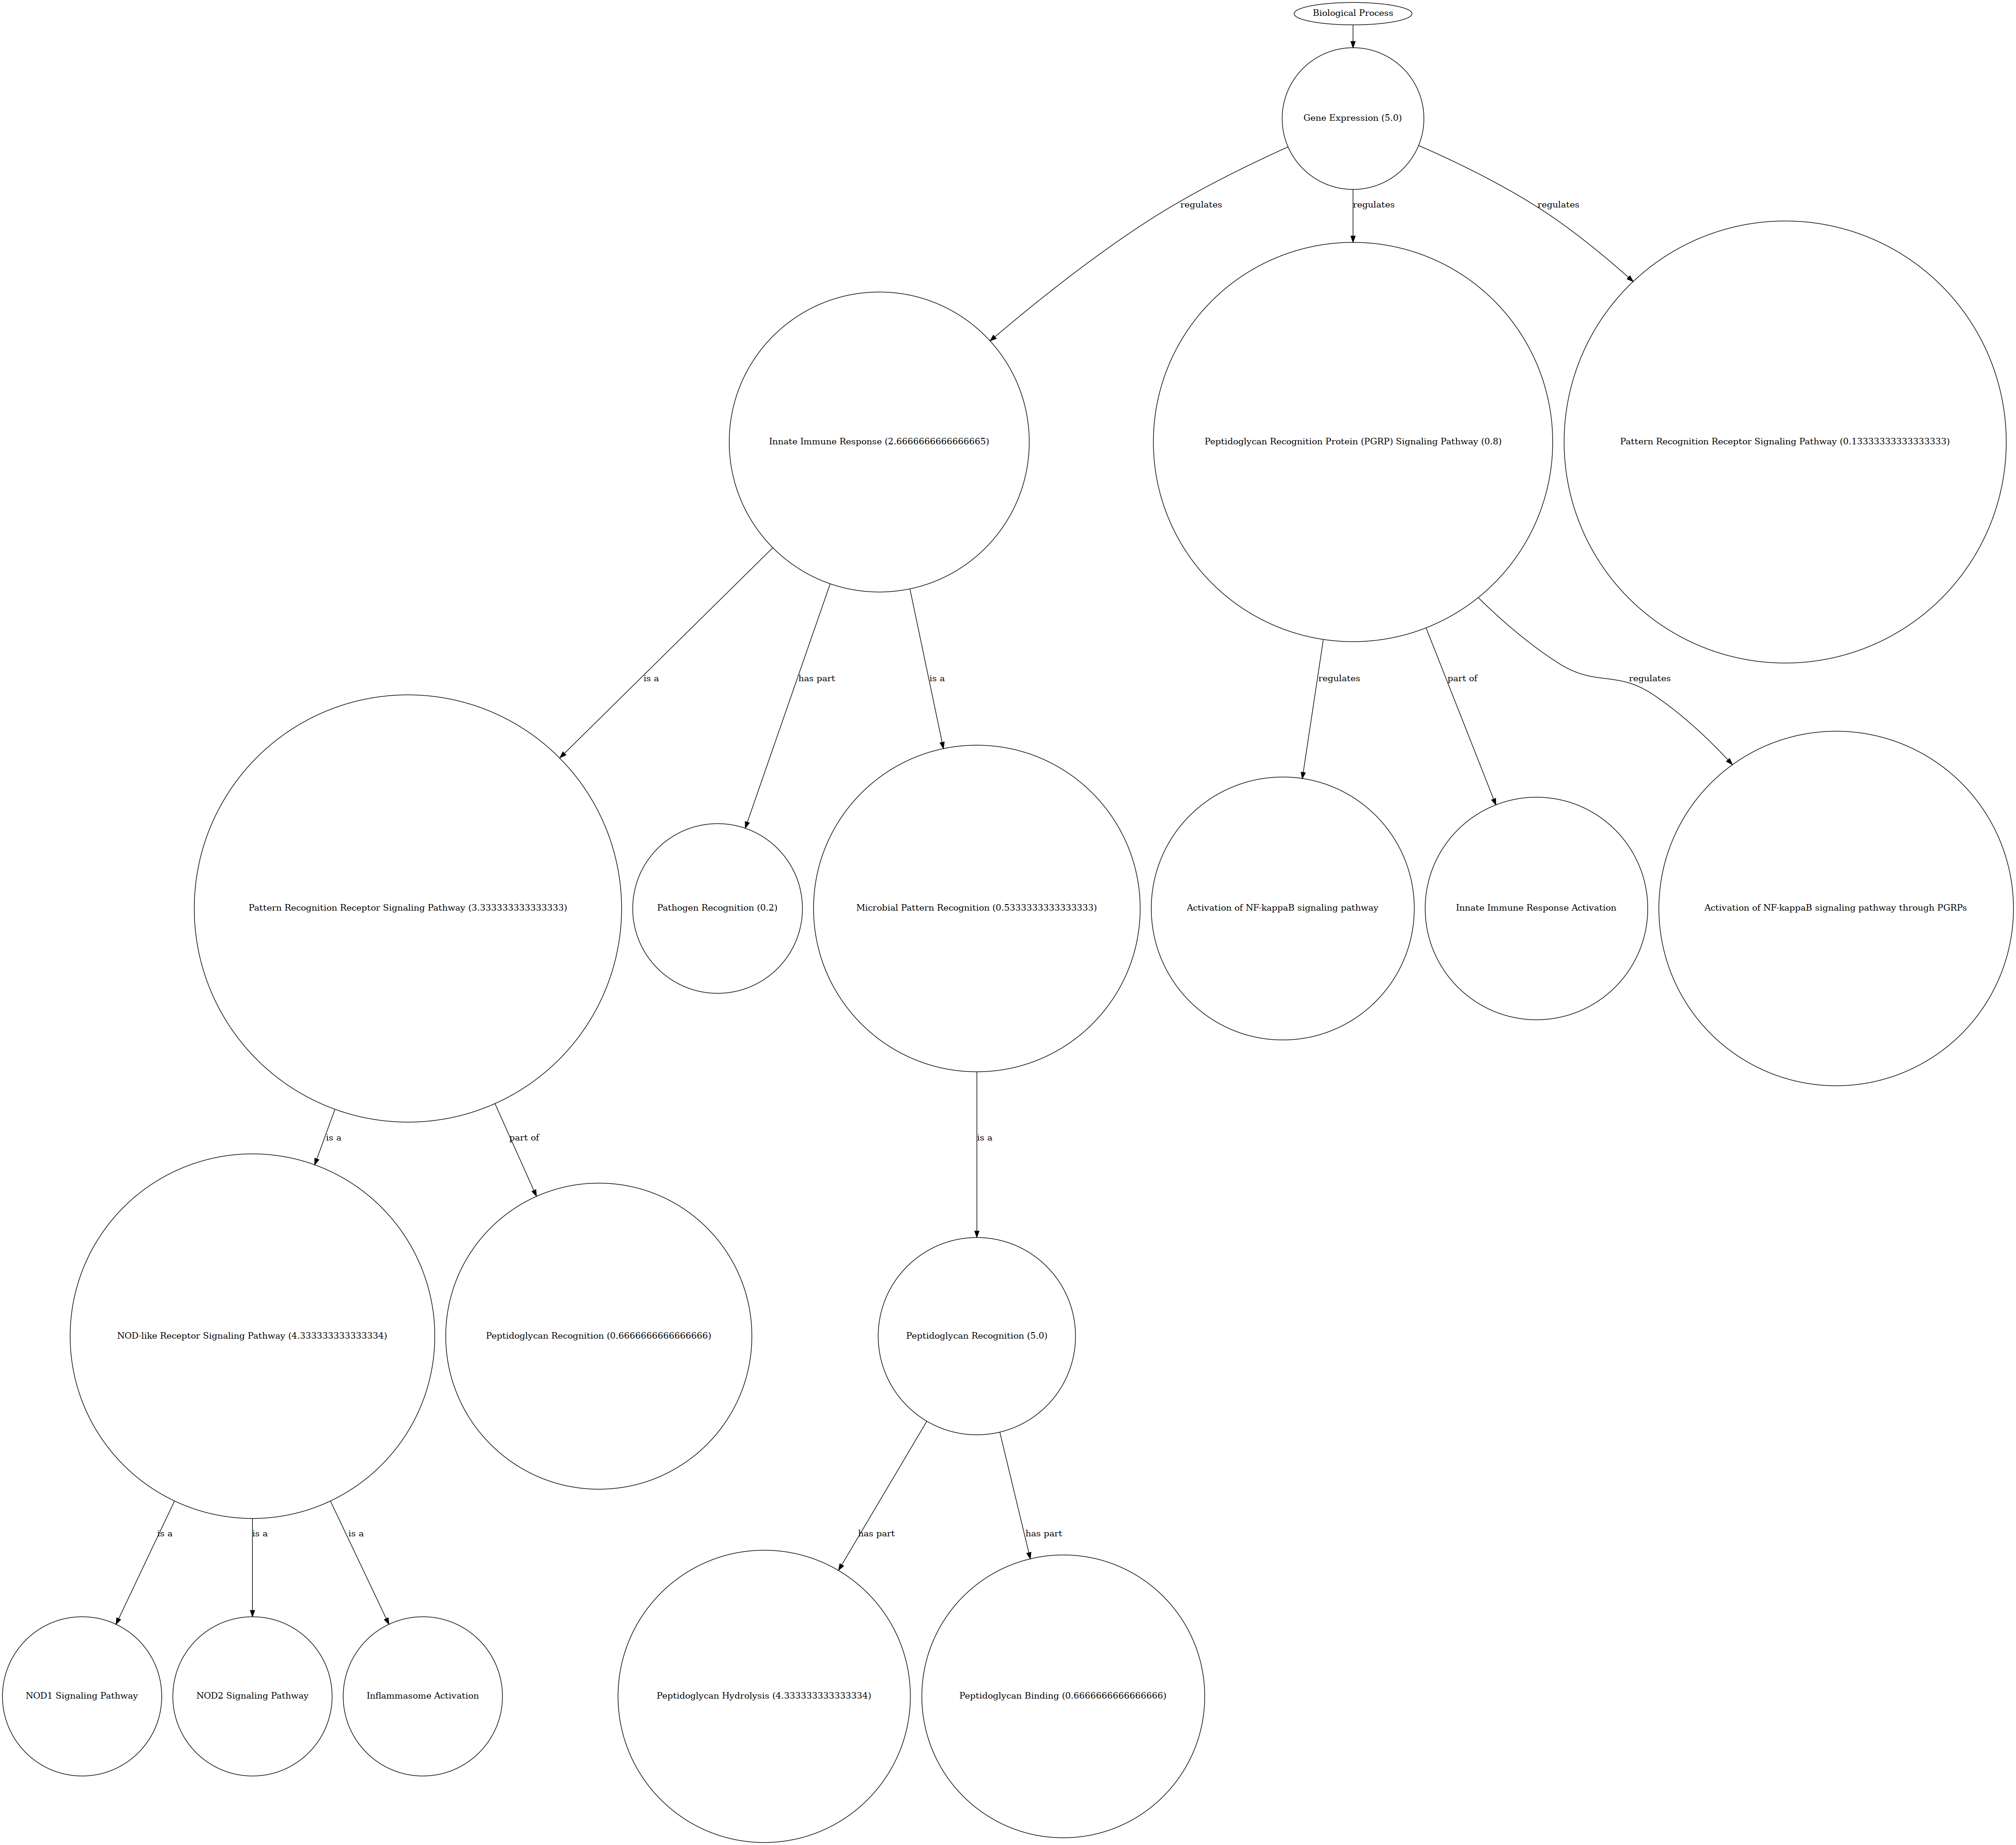 Biological Process
Gene Expression (5.0)
regulates
regulates
regulates
Innate Immune Response (2.6666666666666665)
Peptidoglycan Recognition Protein (PGRP) Signaling Pathway (0.8)
Pattern Recognition Receptor Signaling Pathway (0.13333333333333333)
is a
has part
is a
regulates
part of
regulates
Pattern Recognition Receptor Signaling Pathway (3.333333333333333)
Pathogen Recognition (0.2)
Microbial Pattern Recognition (0.5333333333333333)
Activation of NF-kappaB signaling pathway
Innate Immune Response Activation
Activation of NF-kappaB signaling pathway through PGRPs
is a
part of
is a
NOD-like Receptor Signaling Pathway (4.333333333333334)
Peptidoglycan Recognition (0.6666666666666666)
Peptidoglycan Recognition (5.0)
is a
is a
is a
has part
has part
NOD1 Signaling Pathway
NOD2 Signaling Pathway
Inflammasome Activation
Peptidoglycan Hydrolysis (4.333333333333334)
Peptidoglycan Binding (0.6666666666666666)